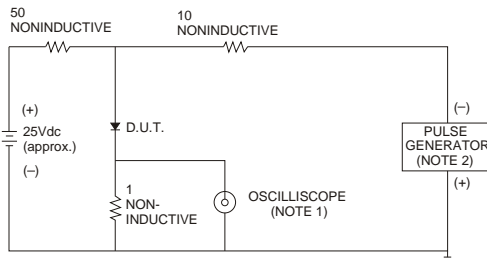 50
NONINDUCTIVE
10
NONINDUCTIVE
(+)
25Vdc
(approx.)
(–)
D.U.T.
1
NON-
INDUCTIVE
OSCILLISCOPE
(NOTE 1)
(–)
PULSE
GENERATOR
(NOTE 2)
(+)